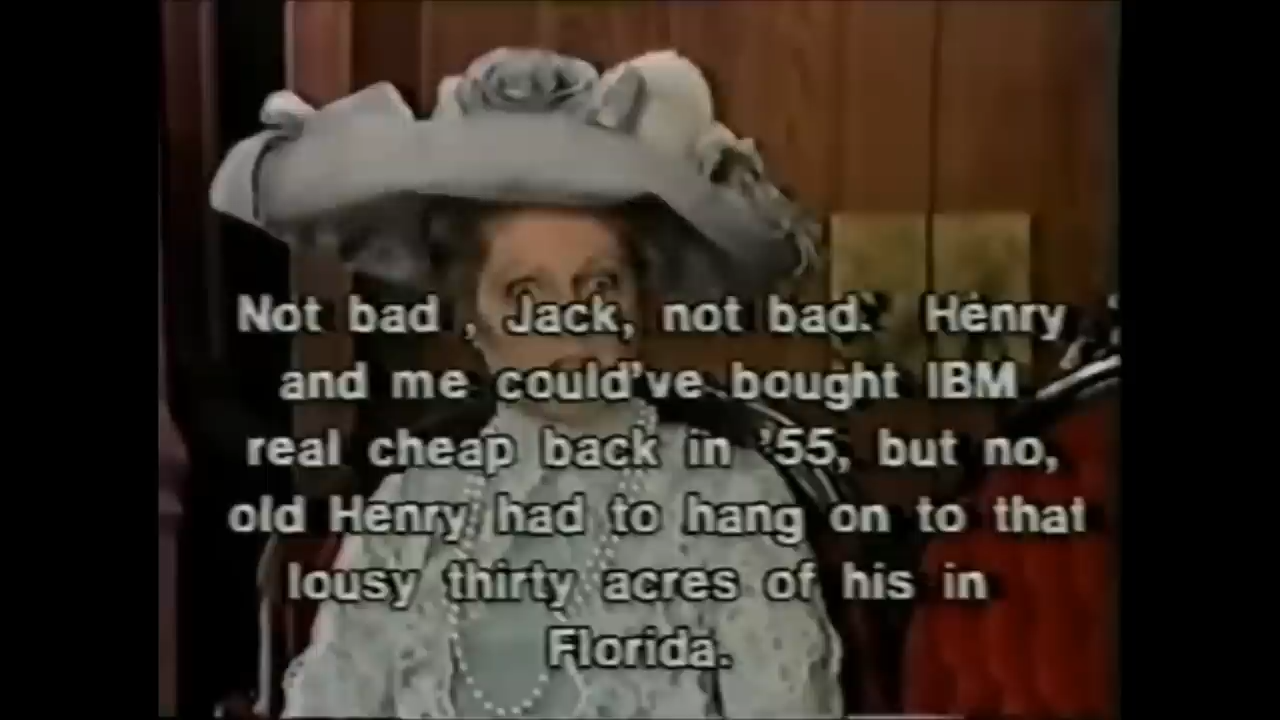 Not bad , Jack, not bad. Henry
and me could've bought IBM
real cheap back in '55, but no,
old Henry had to hang on to that
lousy thirty acres of his in
Florida.